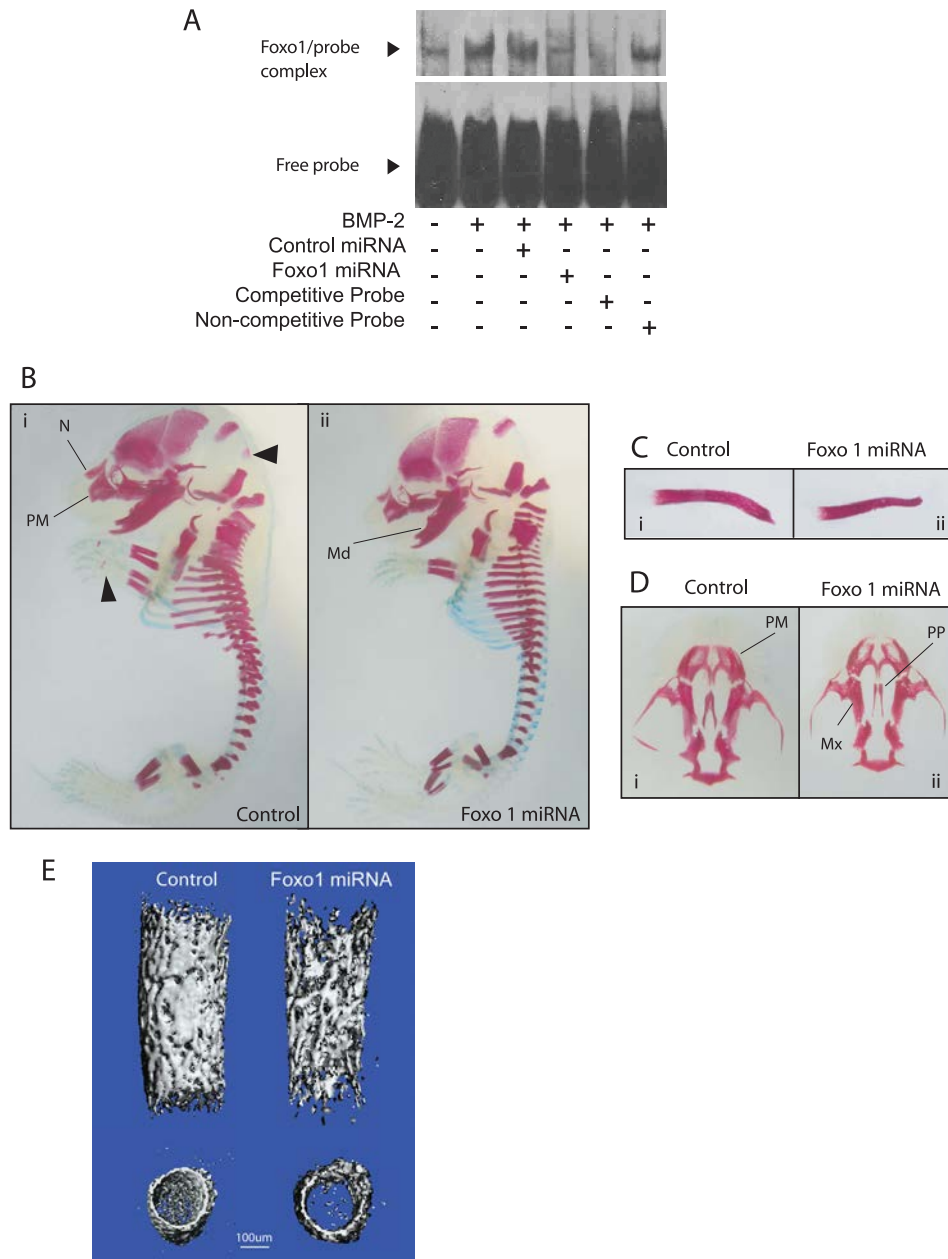 A
Foxo1/probe
complex
Free probe
BMP-2 - + + + + +
Control miRNA - - + - - -
Foxo1 miRNA - - - + - -
Competitive Probe - - - - + -
Non-competitive Probe - - - - - +
B
i
N
PM
Control
ii
Md
Foxo 1 miRNA
C
Control Foxo 1 miRNA
i ii
D
Control Foxo 1 miRNA
PM
PP
Mx
i ii
E
Control Foxo1 miRNA
100um